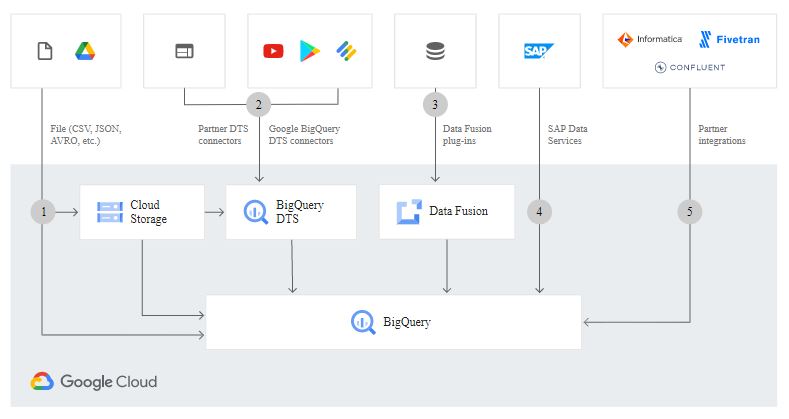 SAP
Informatica
Fivetran
CONFLUENT
2
3
File (CSV, JSON,
AVRO, etc.)
Partner DTS
connectors
Google BigQuery
DTS connectors
Data Fusion
plug-ins
SAP Data
Services
Partner
integrations
1
Cloud
Storage
BigQuery
DTS
Data Fusion
4
5
BigQuery
Google Cloud